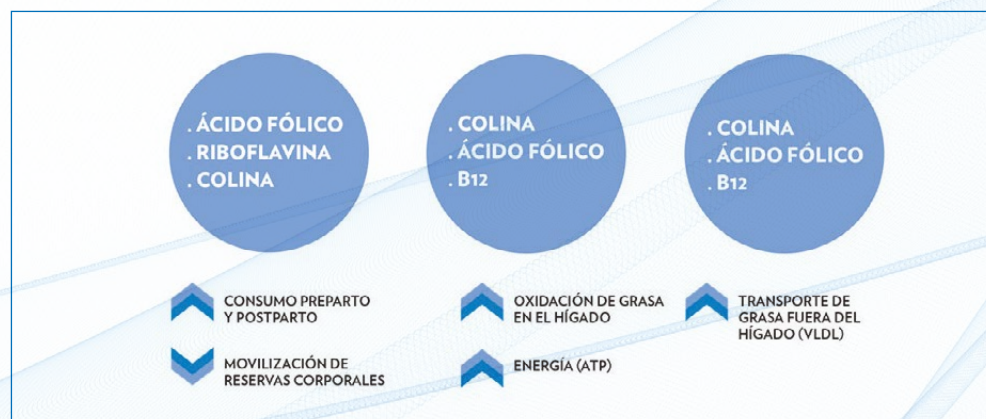 . ÁCIDO FÓLICO
. RIBOFLAVINA
. COLINA
. COLINA
. ÁCIDO FÓLICO
. B12
. COLINA
. ÁCIDO FÓLICO
. B12
CONSUMO PREPARTO
Y POSTPARTO
MOVILIZACIÓN DE
RESERVAS CORPORALES
OXIDACIÓN DE GRASA
EN EL HÍGADO
ENERGÍA (ATP)
TRANSPORTE DE
GRASA FUERA DEL
HÍGADO (VLDL)